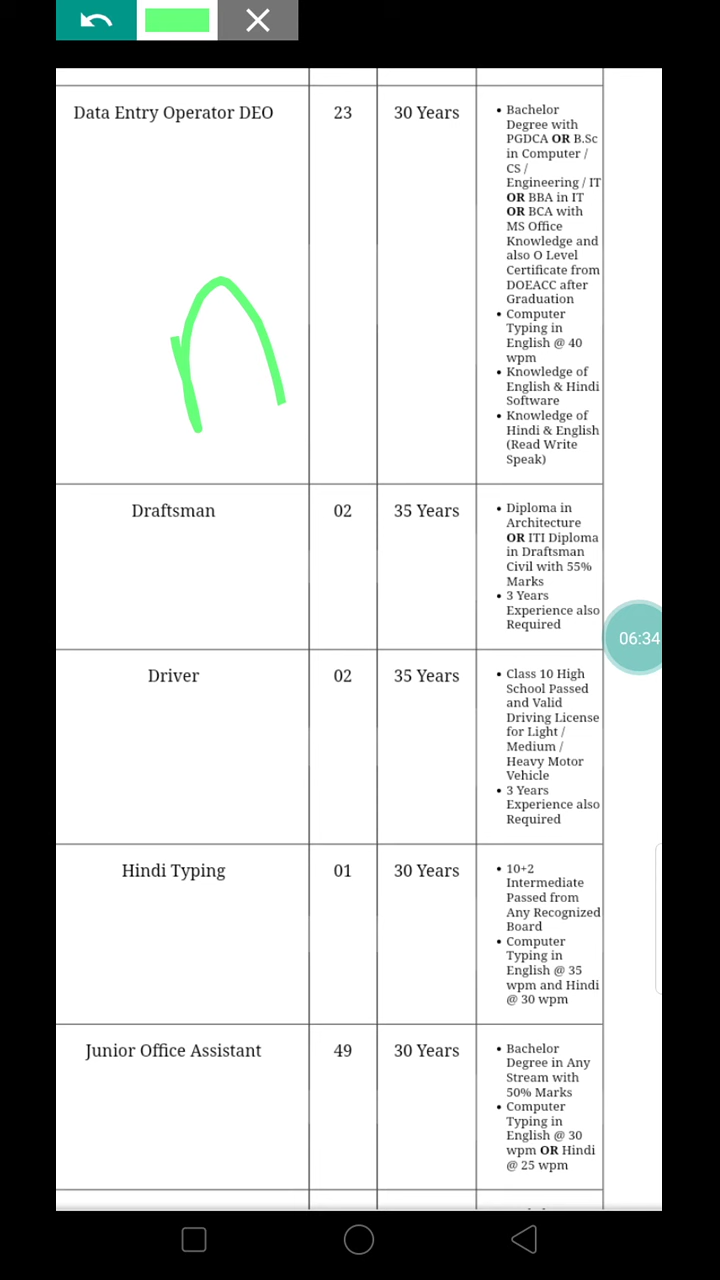 Data Entry Operator DEO 23 30 Years
• Bachelor
Degree with
PGDCA OR B.Sc
in Computer /
CS /
Engineering / IT
OR BBA in IT
OR BCA with
MS Office
Knowledge and
also O Level
Certificate from
DOEACC after
Graduation
• Computer
Typing in
English @ 40
wpm
• Knowledge of
English & Hindi
Software
• Knowledge of
Hindi & English
(Read Write
Speak)
Draftsman 02 35 Years
• Diploma in
Architecture
OR ITI Diploma
in Draftsman
Civil with 55%
Marks
• 3 Years
Experience also
Required
06:34
Driver 02 35 Years
• Class 10 High
School Passed
and Valid
Driving License
for Light /
Medium /
Heavy Motor
Vehicle
• 3 Years
Experience also
Required
Hindi Typing 01 30 Years
• 10+2
Intermediate
Passed from
Any Recognized
Board
• Computer
Typing in
English @ 35
wpm and Hindi
@ 30 wpm
Junior Office Assistant 49 30 Years
• Bachelor
Degree in Any
Stream with
50% Marks
• Computer
Typing in
English @ 30
wpm OR Hindi
@ 25 wpm